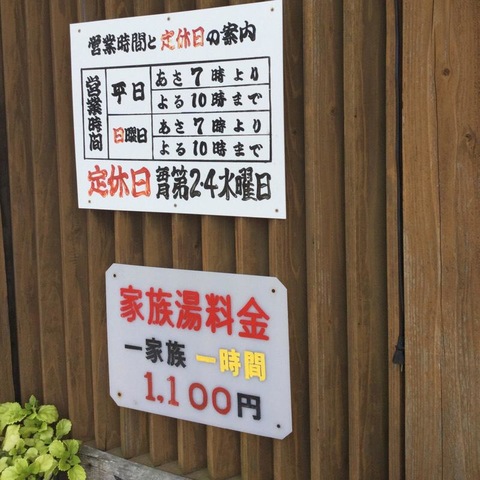 営業時間と定休日の案内
営業時間
平日
あさ7時より
よる10時まで
日曜日
あさ7時より
よる10時まで
定休日 毎月第2・4水曜日
家族湯料金
一家族 一時間
1,100円